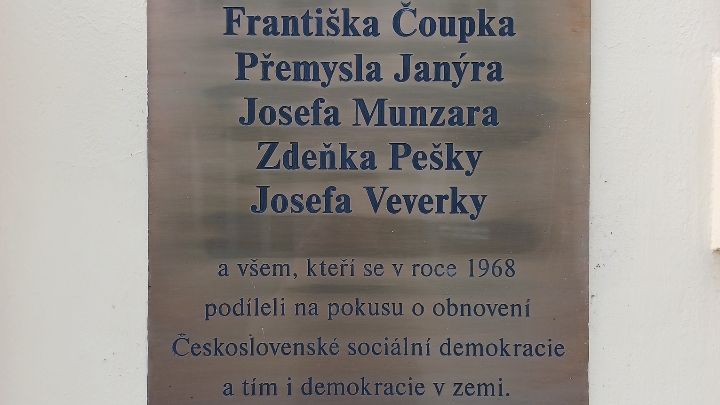 Františka Čoupka
Přemysla Janýra
Josefa Munzara
Zdeňka Pešky
Josefa Veverky
a všem, kteří se v roce 1968
podíleli na pokusu o obnovení
Československé sociální demokracie
a tím i demokracie v zemi.